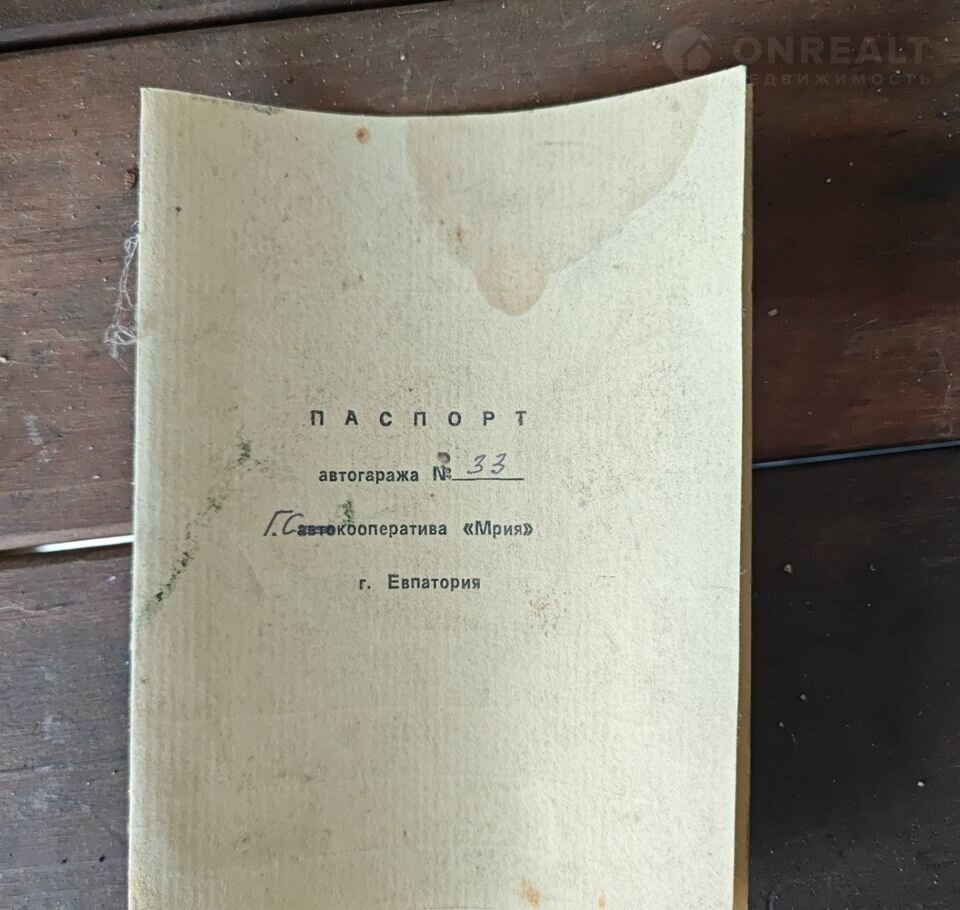 ONREALT
НЕДВИЖИМОСТЬ
ПАСПОРТ
автогаража № 33
Г.С. автокооператива «Мрия»
г. Евпатория